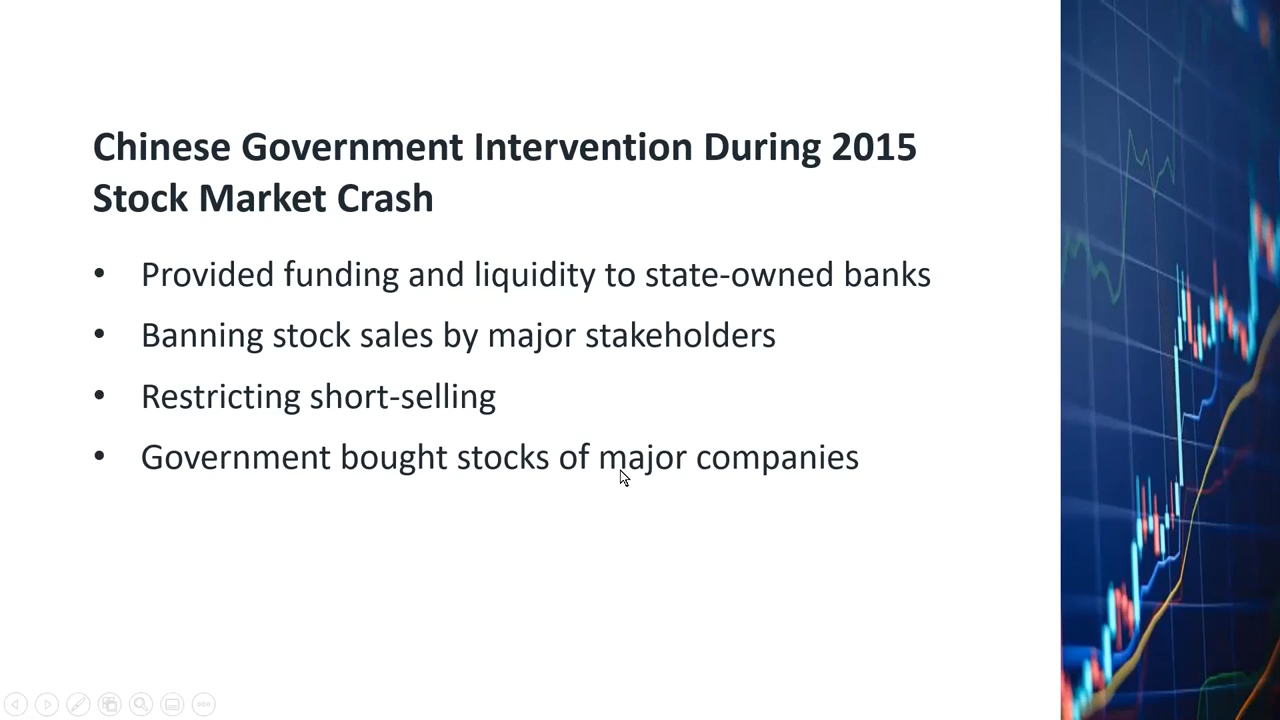 Chinese Government Intervention During 2015
Stock Market Crash
• Provided funding and liquidity to state-owned banks
• Banning stock sales by major stakeholders
• Restricting short-selling
• Government bought stocks of major companies